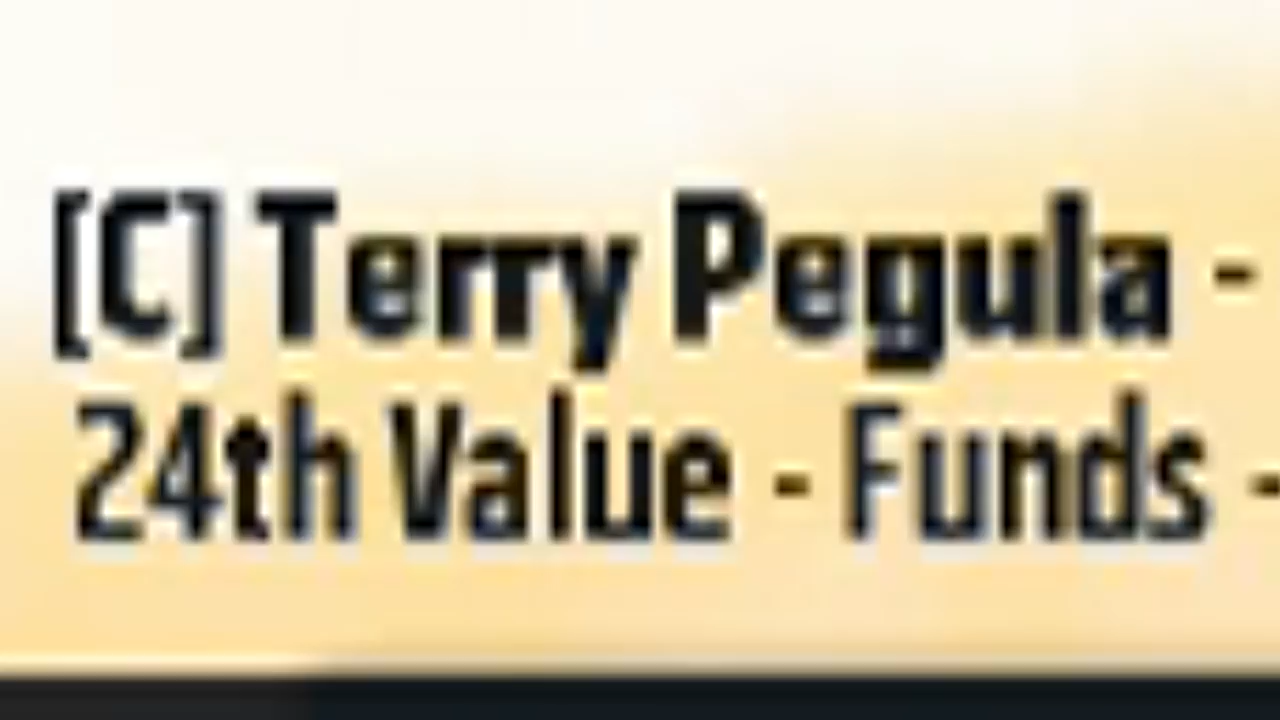 [C] Terry Pegula -
24th Value - Funds -